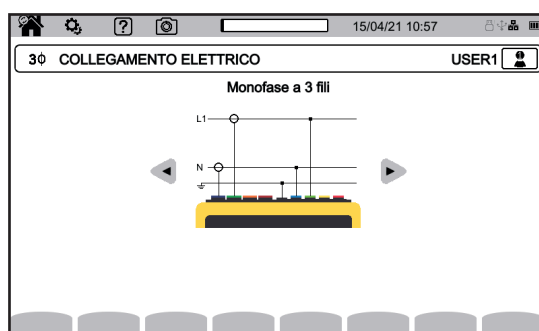 15/04/21 10:57
3ϕ COLLEGAMENTO ELETTRICO USER1
Monofase a 3 fili
L1
N